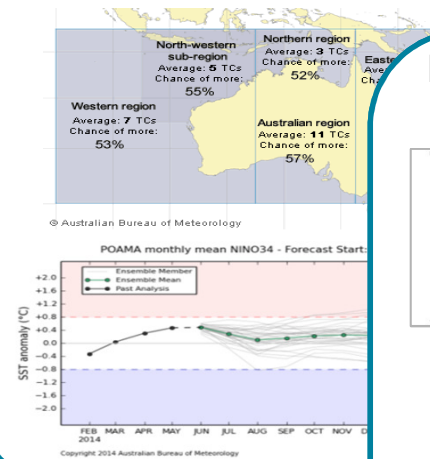 North-western
sub-region
Average: 5 TCs
Chance of more:
55%
Northern region
Average: 3 TCs
Chance of more:
52%
Easte
Ave
Ch
Western region
Average: 7 TCs
Chance of more:
53%
Australian region
Average: 11 TCs
Chance of more:
57%
© Australian Bureau of Meteorology
POAMA monthly mean NINO34 - Forecast Start:
Ensemble Member
Ensemble Mean
Past Analysis
SST anomaly (°C)
+2.0
+1.6
+1.2
+0.8
+0.4
0.0
−0.4
−0.8
−1.2
−1.6
−2.0
FEB MAR APR MAY JUN JUL AUG SEP OCT NOV D
2014
Copyright 2014 Australian Bureau of Meteorology